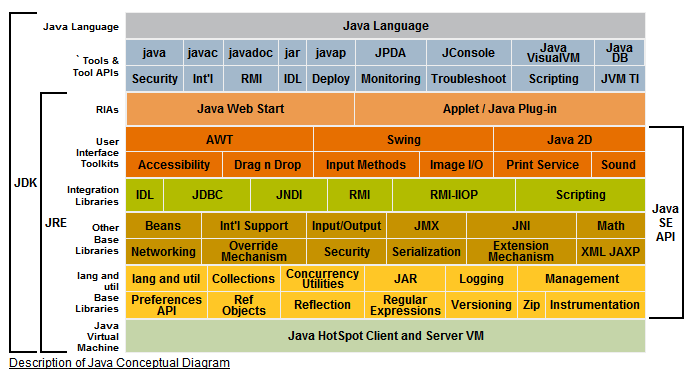 Java Language Java Language
` Tools & Tool APIs
java javac javadoc jar javap JPDA JConsole Java VisualVM Java DB
Security Int'l RMI IDL Deploy Monitoring Troubleshoot Scripting JVM TI
RIAs Java Web Start Applet / Java Plug-in
User Interface Toolkits
AWT Swing Java 2D
Accessibility Drag n Drop Input Methods Image I/O Print Service Sound
JDK
JRE
Java SE API
Integration Libraries
IDL JDBC JNDI RMI RMI-IIOP Scripting
Other Base Libraries
Beans Int'l Support Input/Output JMX JNI Math
Networking Override Mechanism Security Serialization Extension Mechanism XML JAXP
lang and util Base Libraries
lang and util Collections Concurrency Utilities JAR Logging Management
Preferences API Ref Objects Reflection Regular Expressions Versioning Zip Instrumentation
Java Virtual Machine
Java HotSpot Client and Server VM
Description of Java Conceptual Diagram